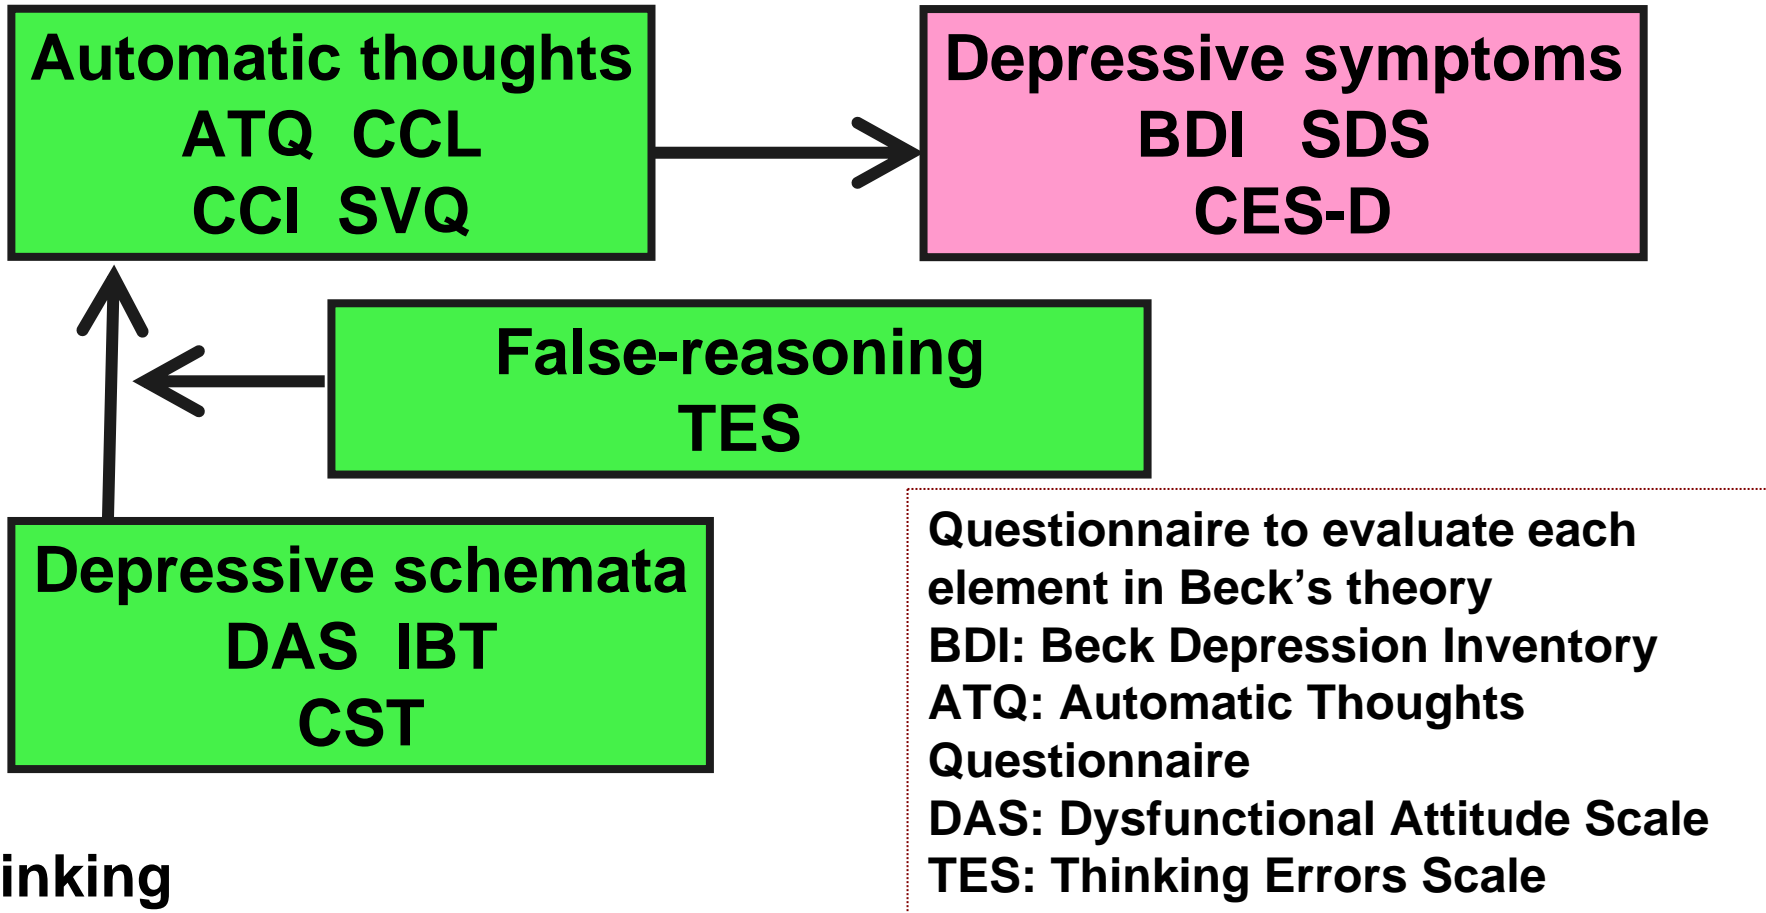 Automatic thoughts
ATQ CCL
CCI SVQ
Depressive symptoms
BDI SDS
CES-D
False-reasoning
TES
Depressive schemata
DAS IBT
CST
Questionnaire to evaluate each
element in Beck’s theory
BDI: Beck Depression Inventory
ATQ: Automatic Thoughts
Questionnaire
DAS: Dysfunctional Attitude Scale
TES: Thinking Errors Scale
inking